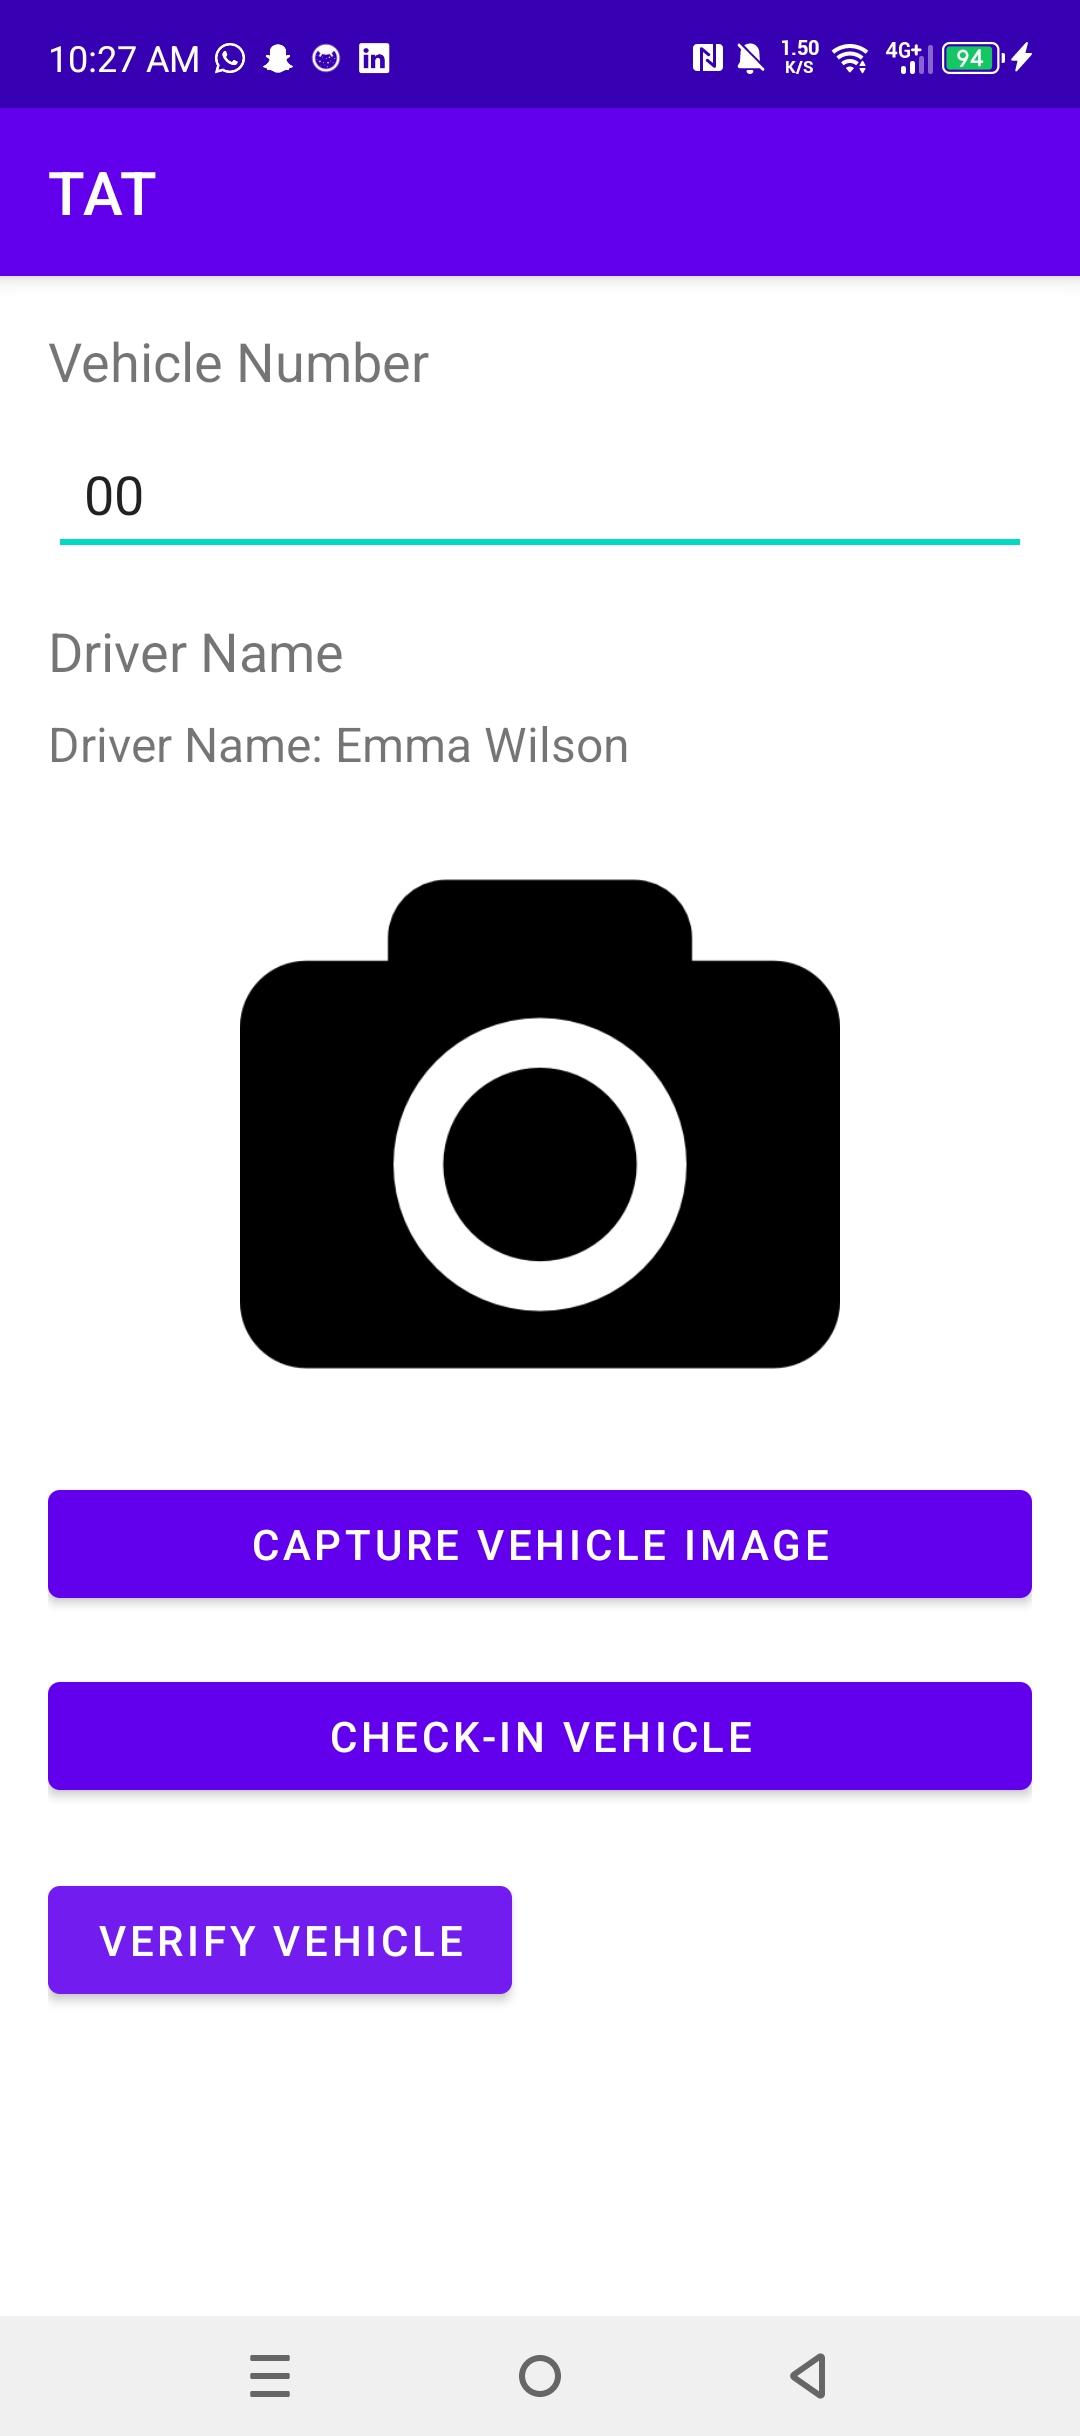 10:27 AM in N 1.50 K/S 4G+ 94
TAT
Vehicle Number
00
Driver Name
Driver Name: Emma Wilson
CAPTURE VEHICLE IMAGE
CHECK-IN VEHICLE
VERIFY VEHICLE